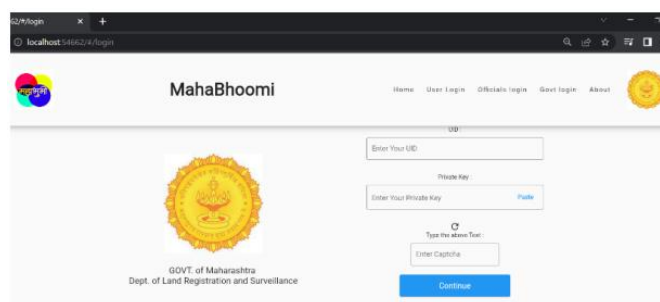 62/#/login
localhost:54662/#/login
MahaBhoomi
Home User Login Officials login Govt login About
UID
Enter Your UID
Private Key
Enter Your Private Key Paste
Type the above Text :
Enter Captcha
Continue
GOVT. of Maharashtra
Dept. of Land Registration and Surveillance